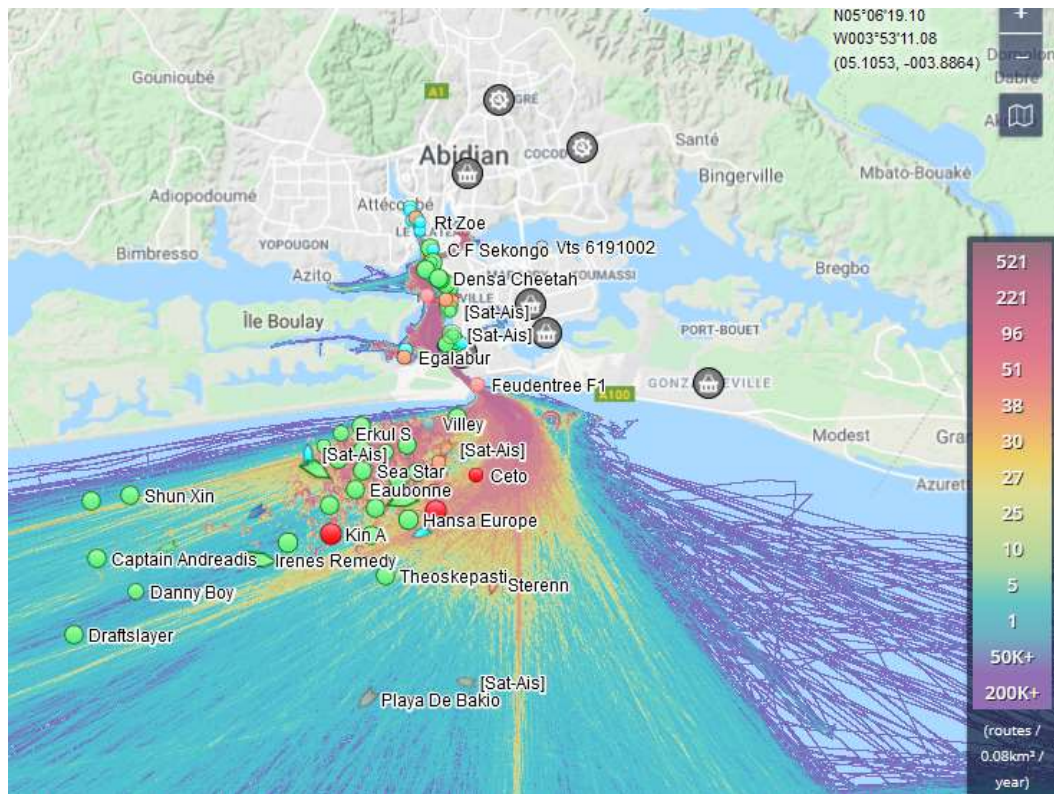 N05°06'19.10
W003°53'11.08
(05.1053, -003.8864)
+
−
Gounioubé
A1
Abidjan
Santé
Bingerville
Mbato-Bouaké
Adiopodoumé
Attécoubé
Rt Zoe
YOPOUGON
C F Sekongo
Vts 6191002
Bimbresso
Azito
Densa Cheetah
Bregbo
[Sat-Ais]
Île Boulay
[Sat-Ais]
PORT-BOUET
Egalabur
Feudentree F1
A100
Villey
Erkul S
Modest
[Sat-Ais]
[Sat-Ais]
Sea Star
Ceto
Eaubonne
Shun Xin
Hansa Europe
Kin A
Captain Andreadis
Irenes Remedy
Theoskepasti
Sterenn
Danny Boy
Draftslayer
[Sat-Ais]
Playa De Bakio
521
221
96
51
38
30
27
25
10
5
1
50K+
200K+
(routes /
0.08km² /
year)